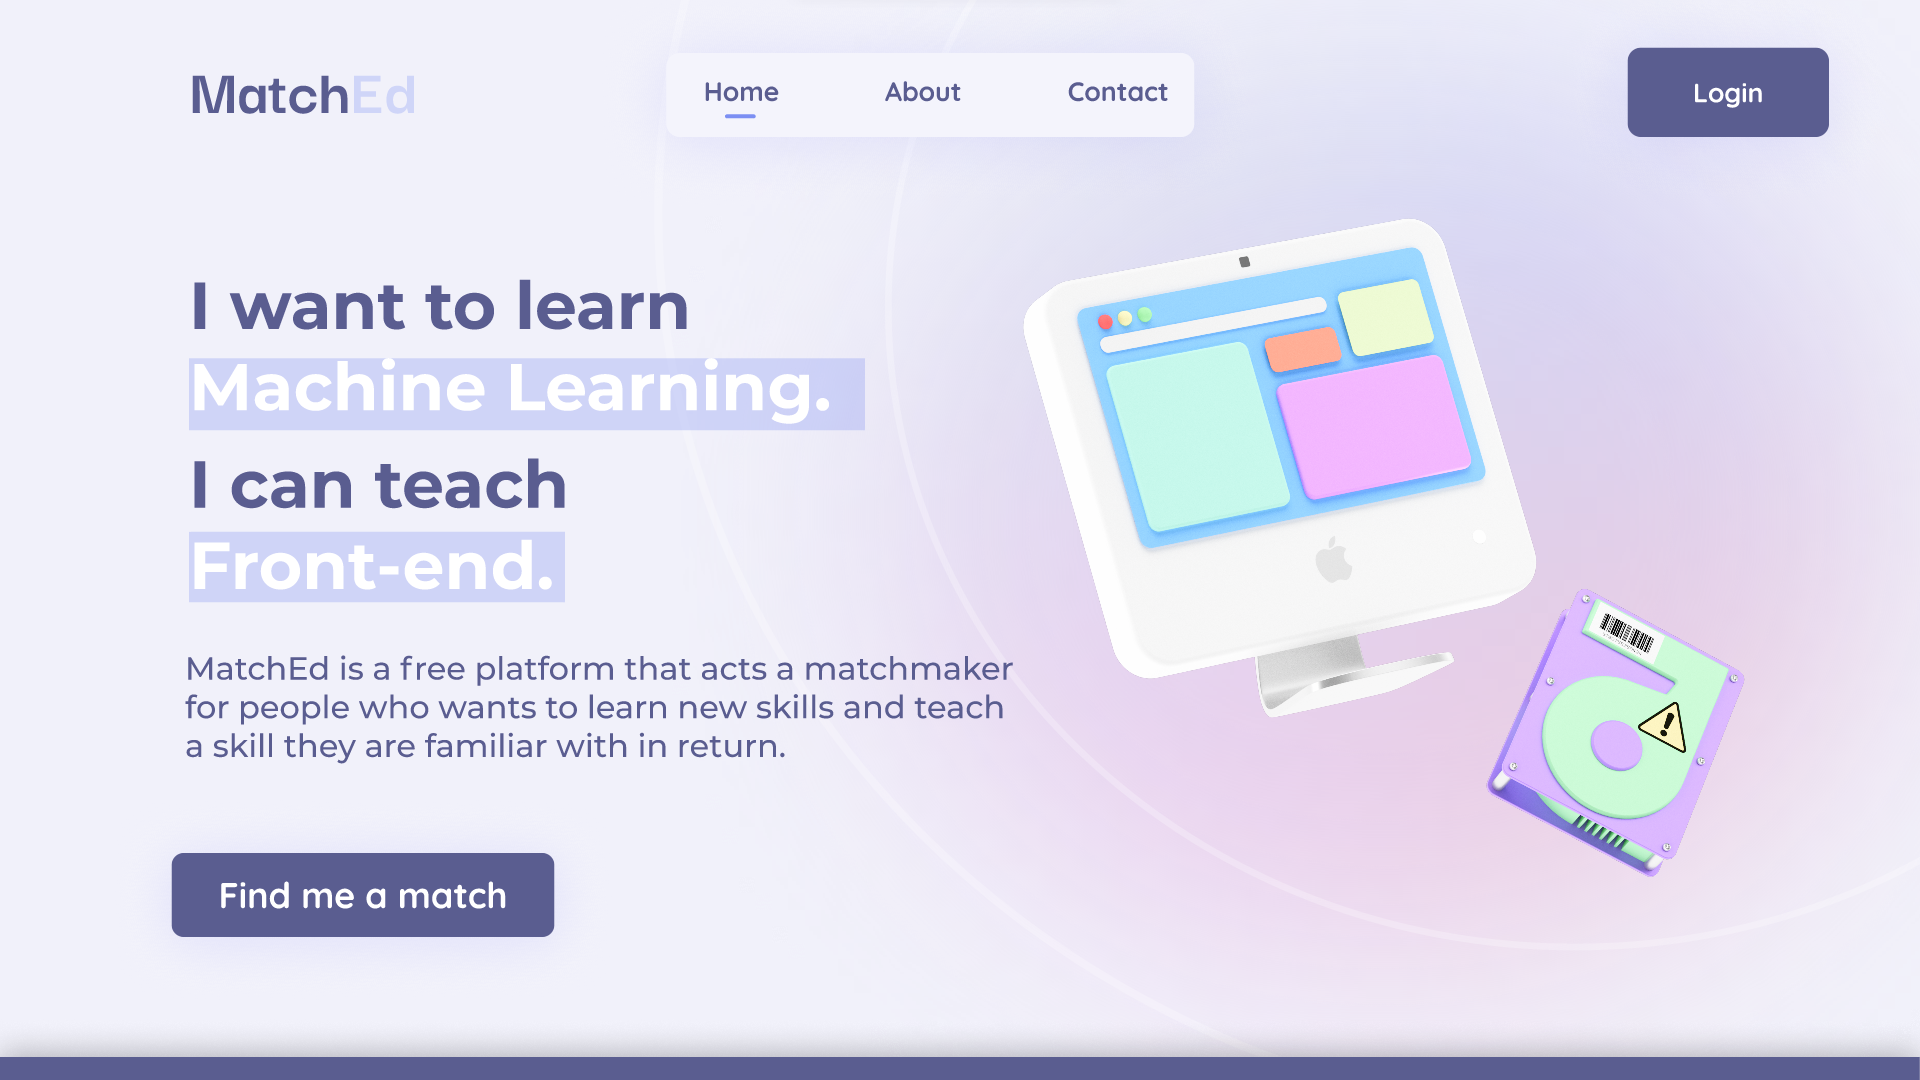 MatchEd
Home
About
Contact
Login
I want to learn
Machine Learning.
I can teach
Front-end.
MatchEd is a free platform that acts a matchmaker
for people who wants to learn new skills and teach
a skill they are familiar with in return.
Find me a match